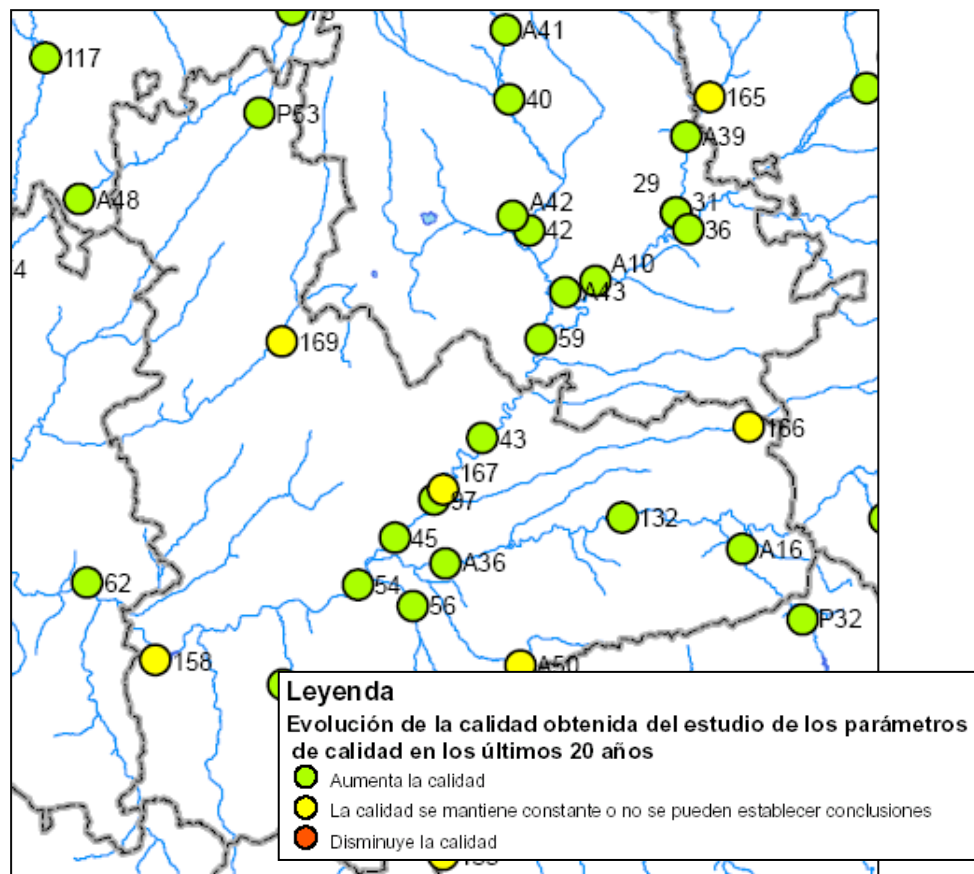 A41
117
P53
40
165
A39
A48
29
31
A42
42
36
A10
A43
59
169
43
166
167
97
45
132
A16
A36
54
62
56
P32
158
A50
Leyenda
Evolución de la calidad obtenida del estudio de los parámetros
de calidad en los últimos 20 años
Aumenta la calidad
La calidad se mantiene constante o no se pueden establecer conclusiones
Disminuye la calidad